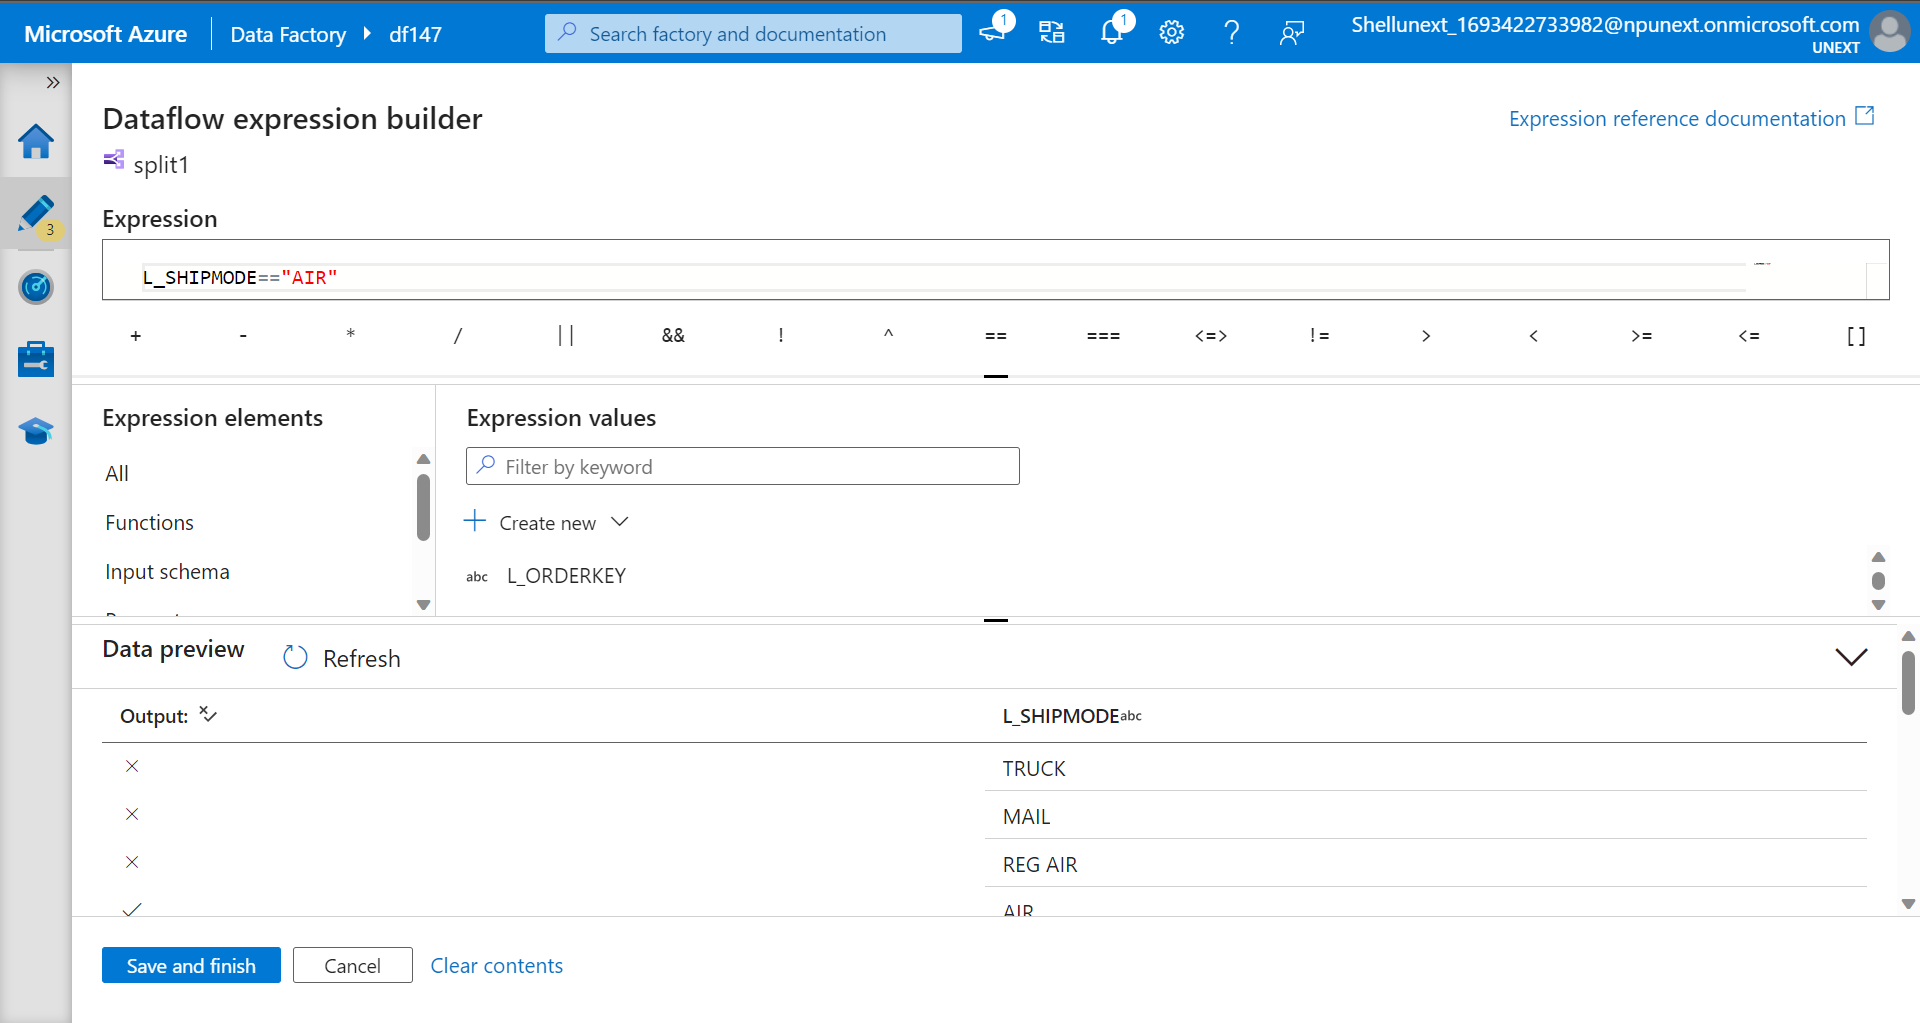 Microsoft Azure Data Factory df147 Search factory and documentation 1 1 Shellunext_1693422733982@npunext.onmicrosoft.com
UNEXT
Dataflow expression builder Expression reference documentation
split1
3
Expression
L_SHIPMODE=="AIR"
+ - * / || && ! ^ == === <=> != > < >= <= []
Expression elements Expression values
All Filter by keyword
Functions Create new
Input schema abc L_ORDERKEY
Data preview Refresh
Output: L_SHIPMODE abc
TRUCK
MAIL
REG AIR
AIR
Save and finish Cancel Clear contents